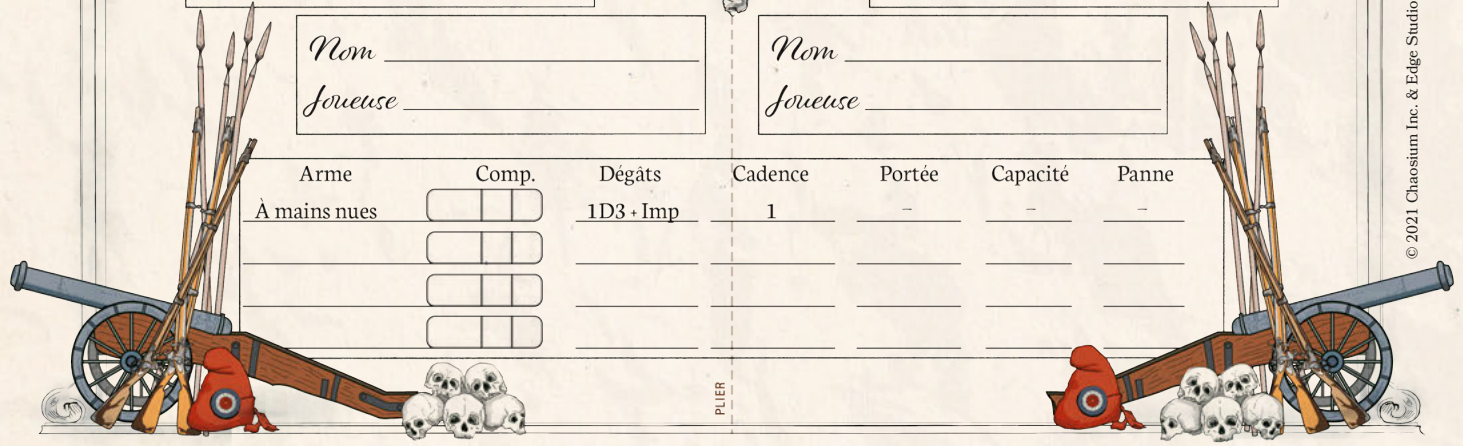 Nom Nom
Joueuse Joueuse
Arme Comp. Dégâts Cadence Portée Capacité Panne
À mains nues 1D3 + Imp 1 – – –
PLIER
© 2021 Chaosium Inc. & Edge Studio